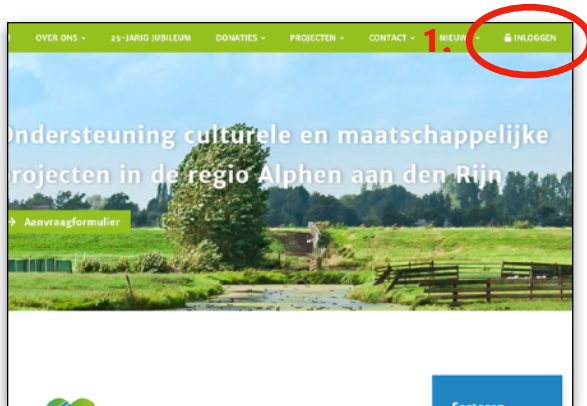 OVER ONS
25-JARIG JUBILEUM
DONATIES
PROJECTEN
CONTACT
NIEUWS
INLOGGEN
1.
Ondersteuning culturele en maatschappelijke
projecten in de regio Alphen aan den Rijn
→ Aanvraagformulier